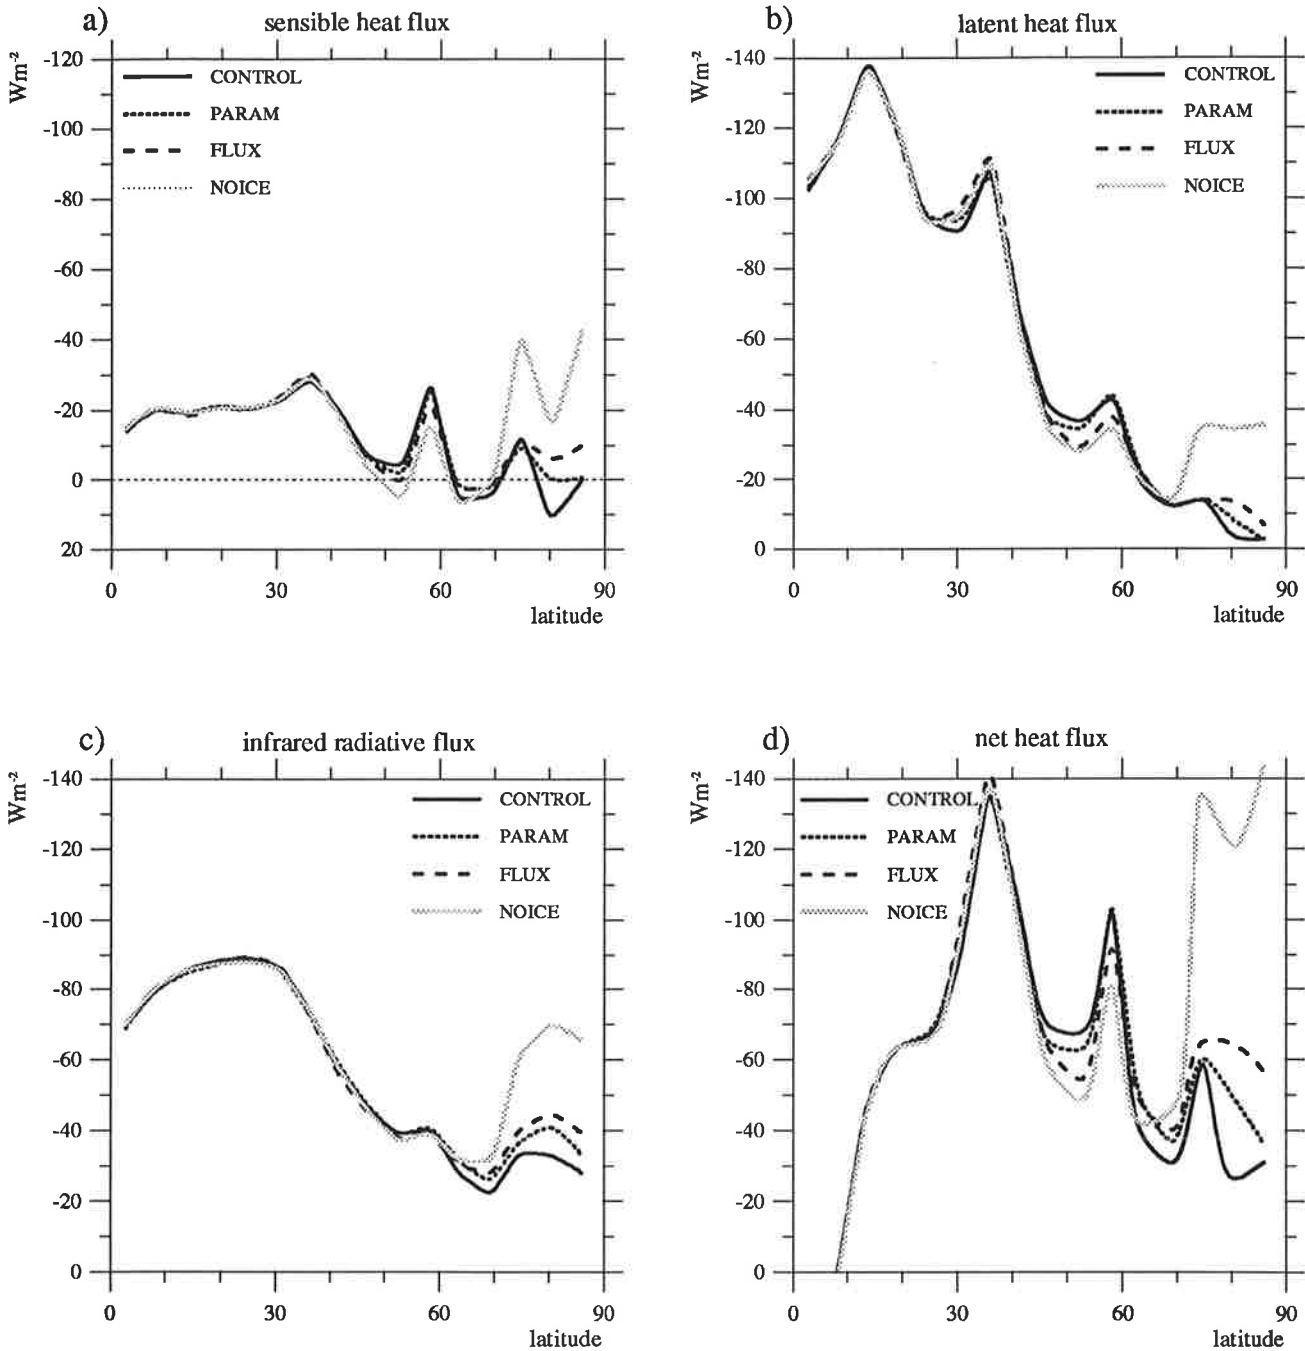 a)
sensible heat flux
Wm-2
-120
-100
-80
-60
-40
-20
0
20
CONTROL
PARAM
FLUX
NOICE
0
30
60
90
latitude
b)
latent heat flux
Wm-2
-140
-120
-100
-80
-60
-40
-20
0
CONTROL
PARAM
FLUX
NOICE
0
30
60
90
latitude
c)
infrared radiative flux
Wm-2
-140
-120
-100
-80
-60
-40
-20
0
CONTROL
PARAM
FLUX
NOICE
0
30
60
90
latitude
d)
net heat flux
Wm-2
-140
-120
-100
-80
-60
-40
-20
0
CONTROL
PARAM
FLUX
NOICE
0
30
60
90
latitude